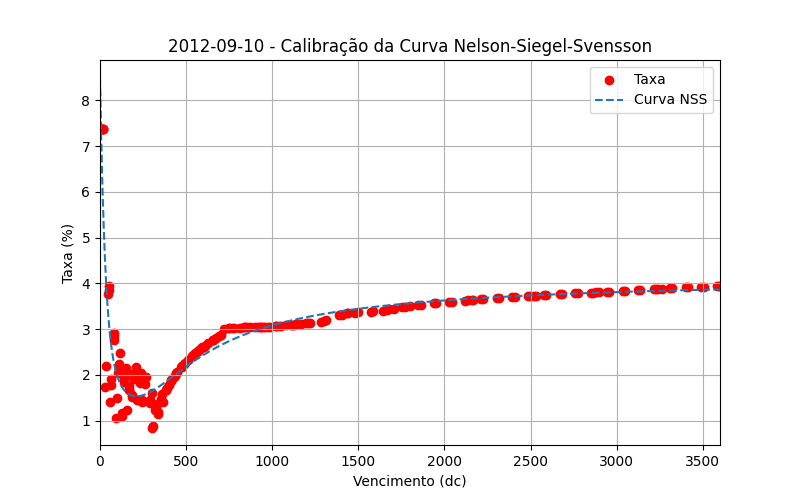 2012-09-10 - Calibração da Curva Nelson-Siegel-Svensson
Taxa
Curva NSS
Taxa (%)
8
7
6
5
4
3
2
1
0 500 1000 1500 2000 2500 3000 3500
Vencimento (dc)